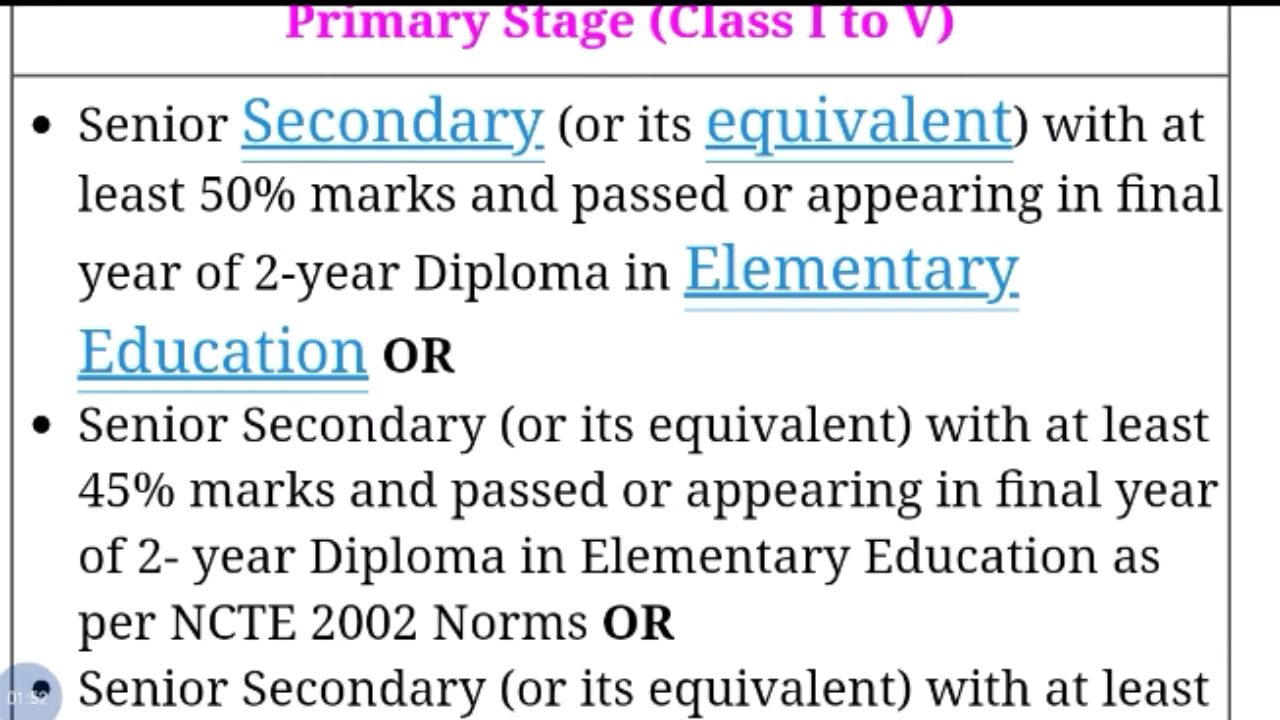 Primary Stage (Class I to V)
• Senior Secondary (or its equivalent) with at
least 50% marks and passed or appearing in final
year of 2-year Diploma in Elementary
Education OR
• Senior Secondary (or its equivalent) with at least
45% marks and passed or appearing in final year
of 2- year Diploma in Elementary Education as
per NCTE 2002 Norms OR
• Senior Secondary (or its equivalent) with at least
01:52